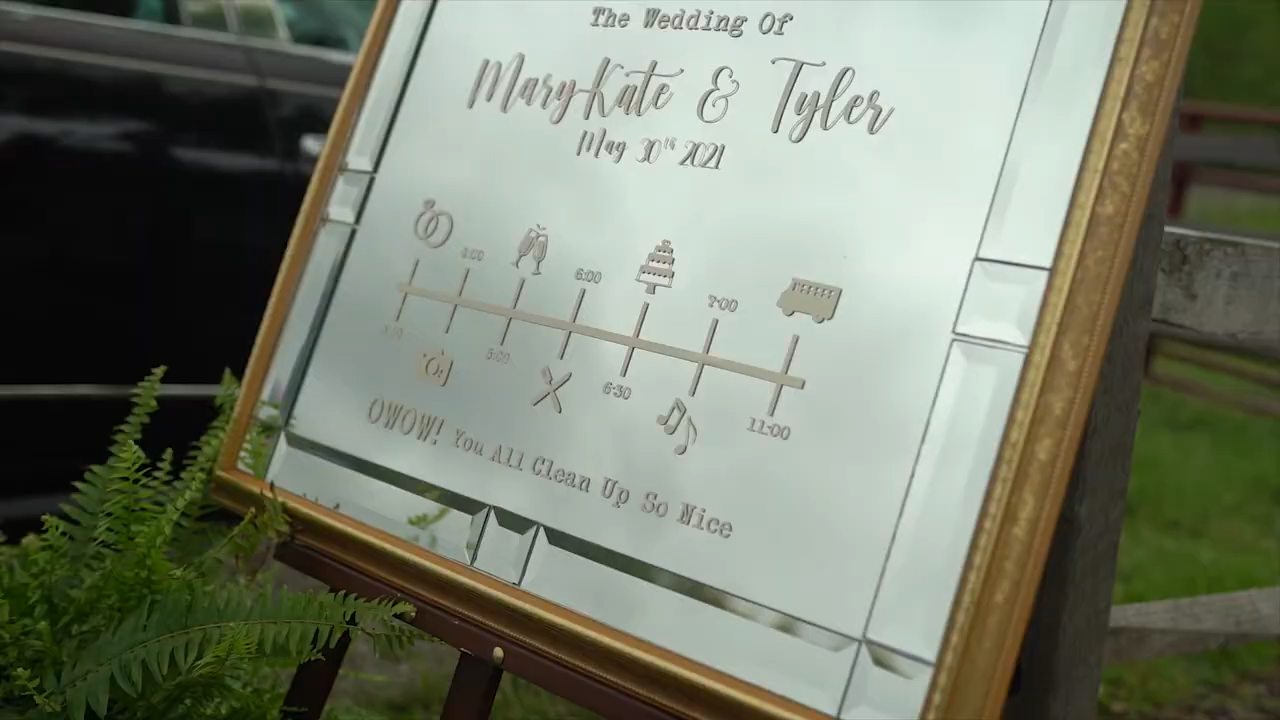 The Wedding Of
MaryKate & Tyler
May 30th 2021
4:00 6:00 7:00
5:00 6:30 11:00
OWOW! You All Clean Up So Nice